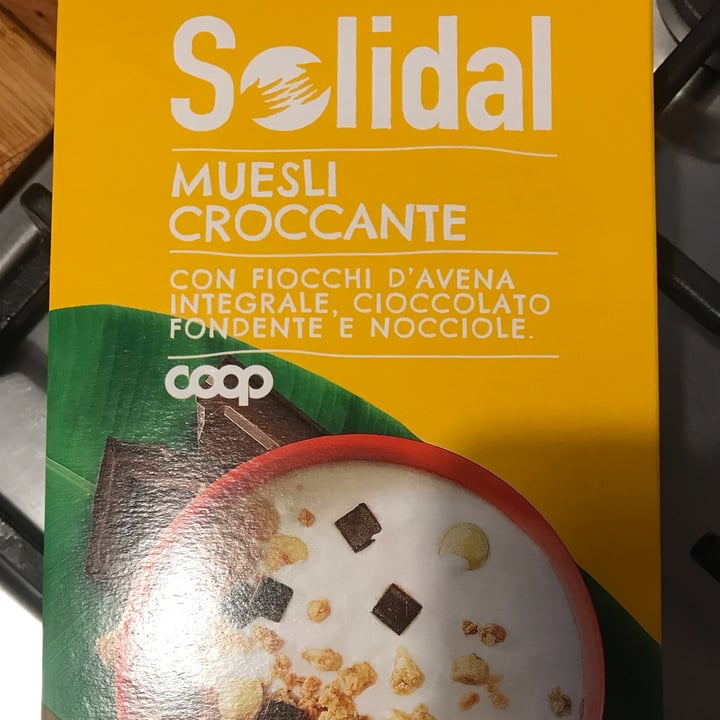 Solidal
MUESLI
CROCCANTE
CON FIOCCHI D'AVENA
INTEGRALE, CIOCCOLATO
FONDENTE E NOCCIOLE.
coop